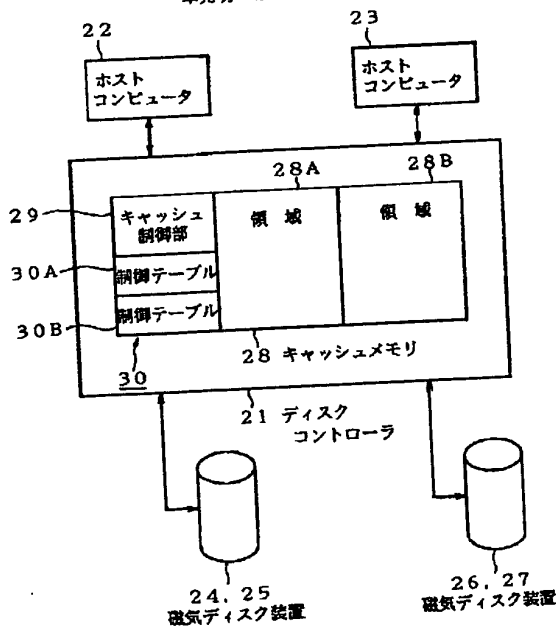 22
23
ホスト
コンピュータ
ホスト
コンピュータ
28A
28B
29
キャッシュ
制御部
領 域
領 域
30A
制御テーブル
30B
制御テーブル
30
28 キャッシュメモリ
21 ディスク
コントローラ
24, 25
磁気ディスク装置
26, 27
磁気ディスク装置